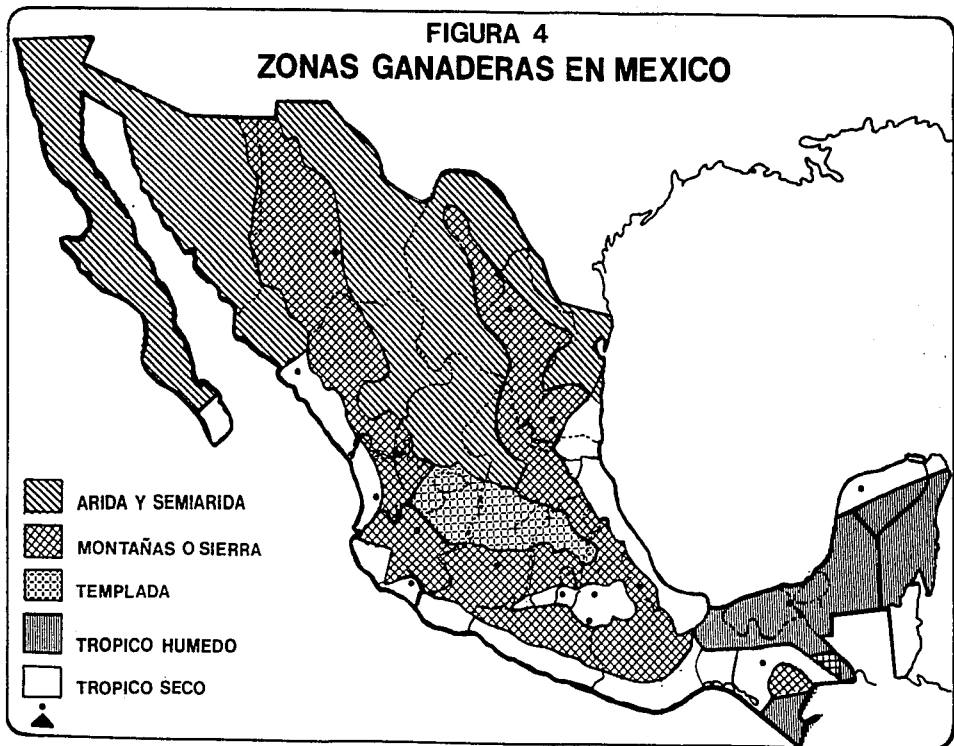 FIGURA 4
ZONAS GANADERAS EN MEXICO
ARIDA Y SEMIARIDA
MONTAÑAS O SIERRA
TEMPLADA
TROPICO HUMEDO
TROPICO SECO